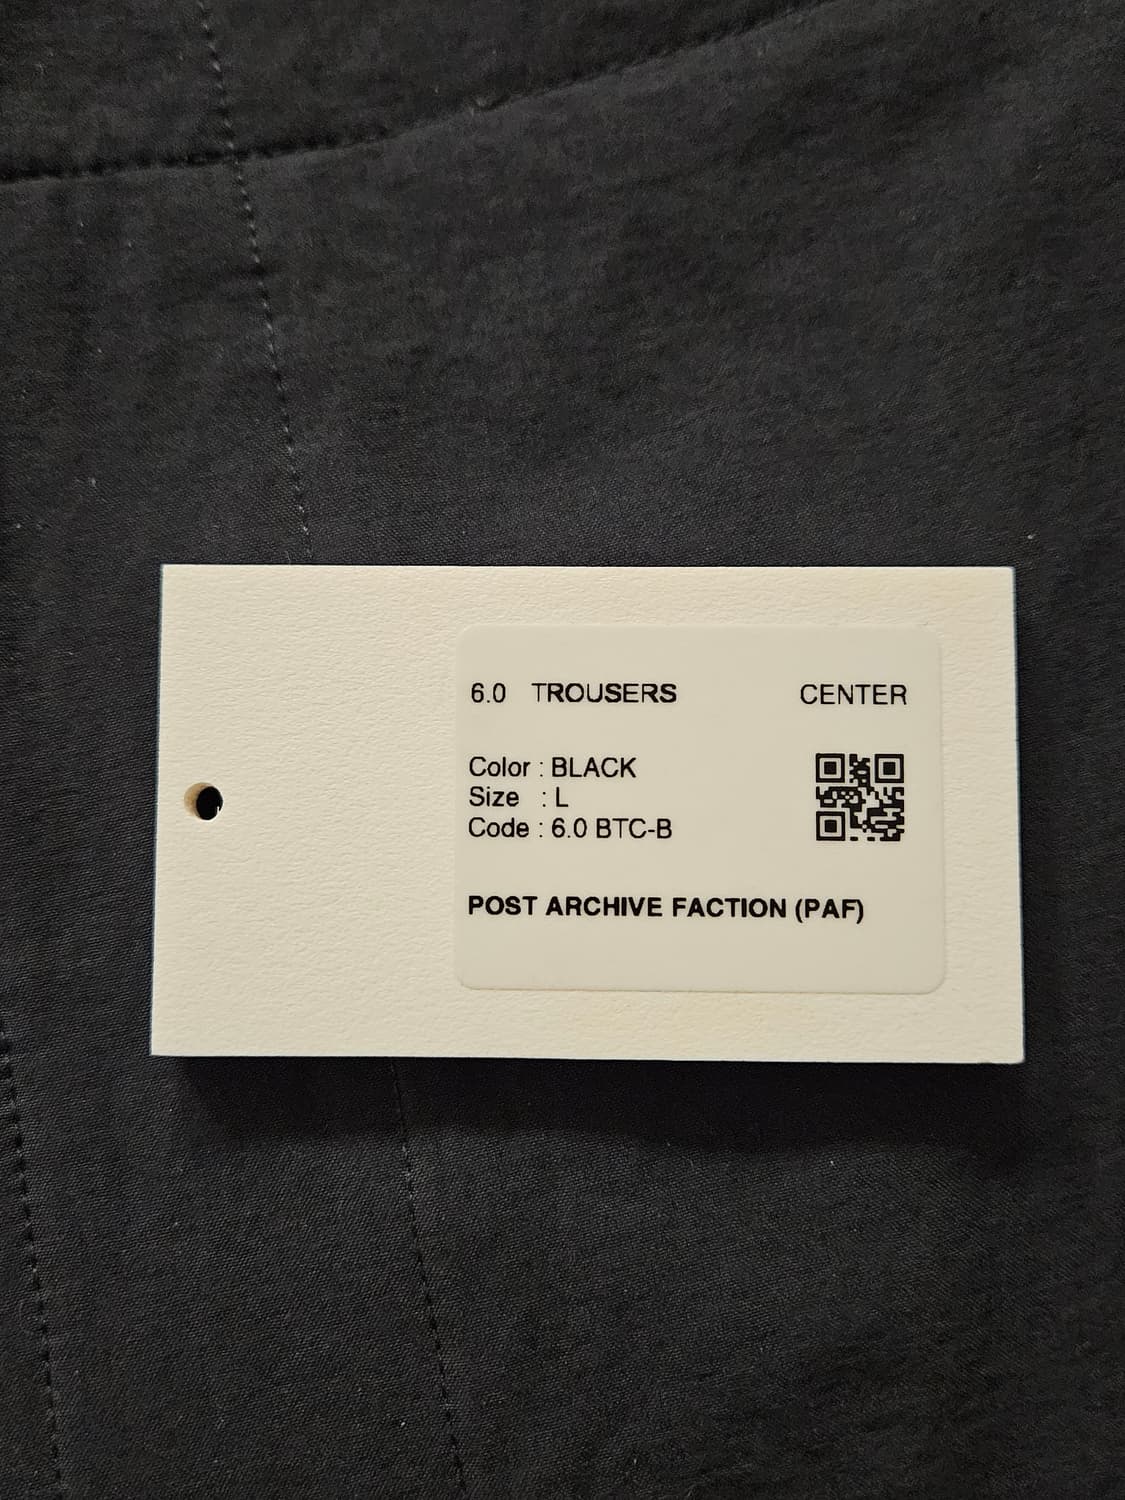 6.0 TROUSERS CENTER
Color : BLACK
Size : L
Code : 6.0 BTC-B
POST ARCHIVE FACTION (PAF)